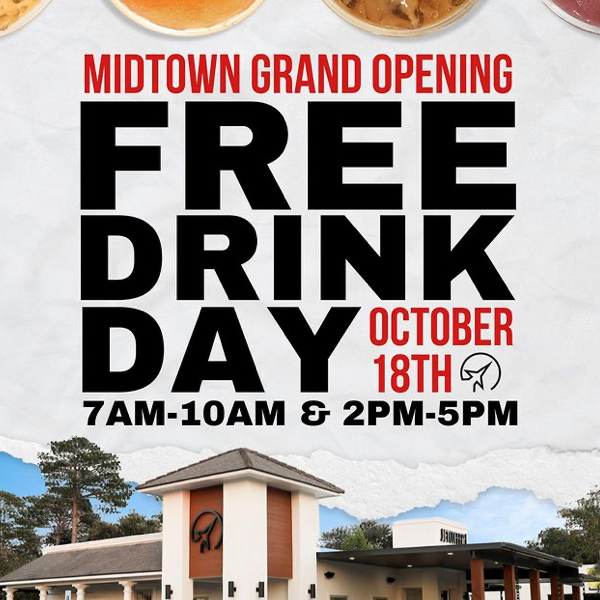 MIDTOWN GRAND OPENING
FREE
DRINK
DAY
OCTOBER
18TH
7AM-10AM & 2PM-5PM